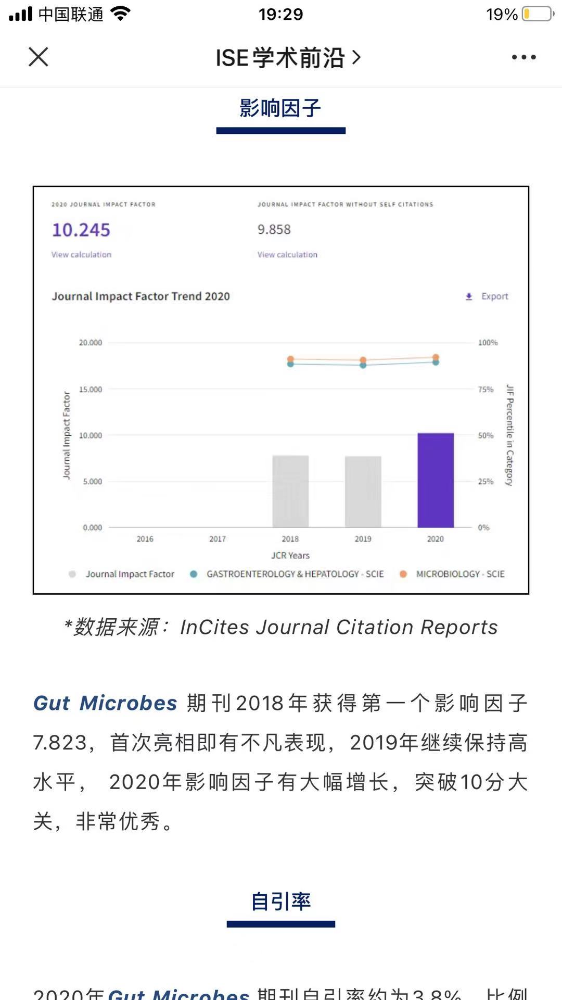 中国联通
19:29
19%
ISE学术前沿
影响因子
2020 JOURNAL IMPACT FACTOR
JOURNAL IMPACT FACTOR WITHOUT SELF CITATIONS
10.245
9.858
View calculation
View calculation
Journal Impact Factor Trend 2020
Export
20.000
100%
15.000
75%
10.000
50%
5.000
25%
0.000
0%
Journal Impact Factor
JIF Percentile in Category
2016
2017
2018
2019
2020
JCR Years
Journal Impact Factor
GASTROENTEROLOGY & HEPATOLOGY - SCIE
MICROBIOLOGY - SCIE
*数据来源：InCites Journal Citation Reports
Gut Microbes 期刊2018年获得第一个影响因子
7.823，首次亮相即有不凡表现，2019年继续保持高
水平， 2020年影响因子有大幅增长，突破10分大
关，非常优秀。
自引率
2020年Gut Microbes 期刊自引率约为3.8%，比例